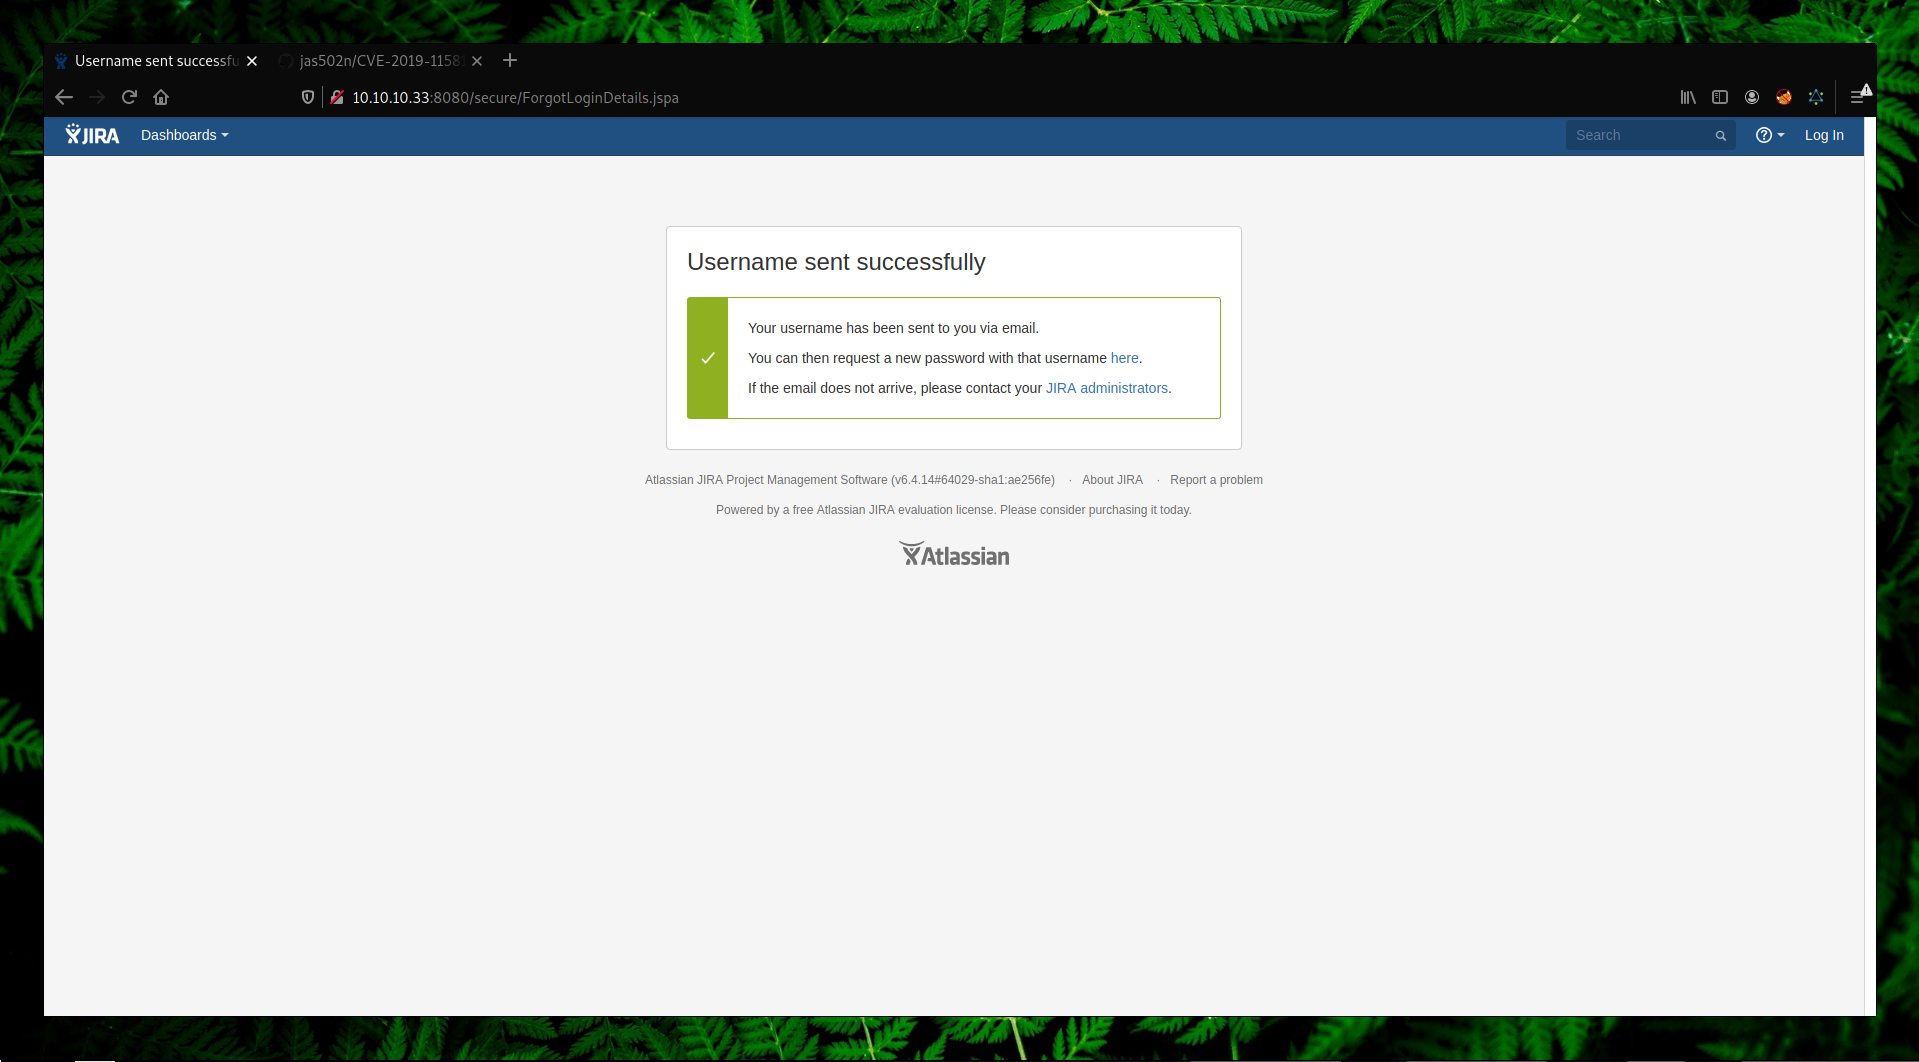 Username sent successfu
jas502n/CVE-2019-1158
10.10.10.33:8080/secure/ForgotLoginDetails.jspa
JIRA
Dashboards
Search
Log In
Username sent successfully
Your username has been sent to you via email.
You can then request a new password with that username here.
If the email does not arrive, please contact your JIRA administrators.
Atlassian JIRA Project Management Software (v6.4.14#64029-sha1:ae256fe) · About JIRA · Report a problem
Powered by a free Atlassian JIRA evaluation license. Please consider purchasing it today.
Atlassian